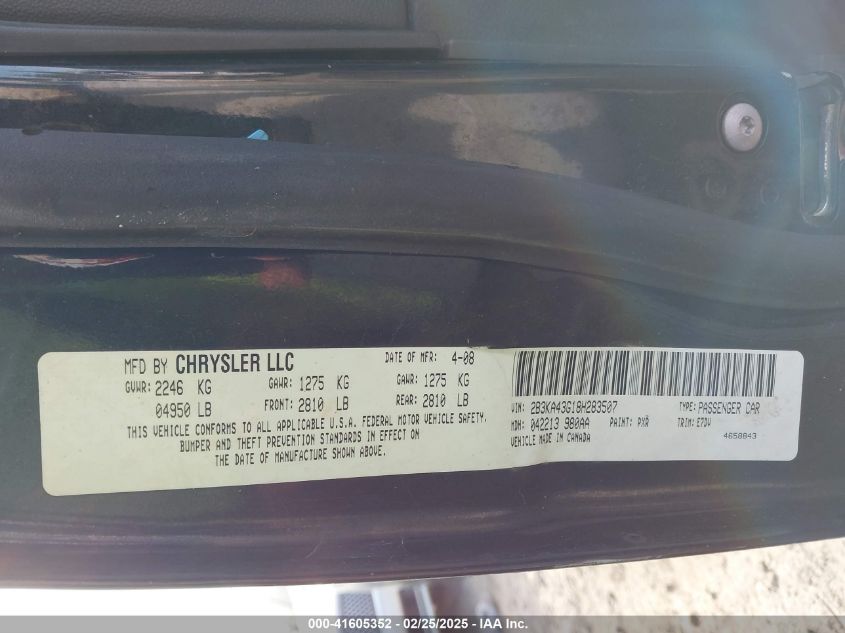 MFD BY CHRYSLER LLC DATE OF MFR: 4-08
GVWR: 2246 KG GAWR: 1275 KG GAWR: 1275 KG
04950 LB FRONT: 2810 LB REAR: 2810 LB
THIS VEHICLE CONFORMS TO ALL APPLICABLE U.S.A. FEDERAL MOTOR VEHICLE SAFETY,
BUMPER AND THEFT PREVENTION STANDARDS IN EFFECT ON
THE DATE OF MANUFACTURE SHOWN ABOVE.
VIN: 2B3KA43G18H283507 TYPE: PASSENGER CAR
MDH: 042213 980AA PAINT: PXR TRIM: E7DV
VEHICLE MADE IN CANADA 4658843
000-41605352 - 02/25/2025 - IAA Inc.